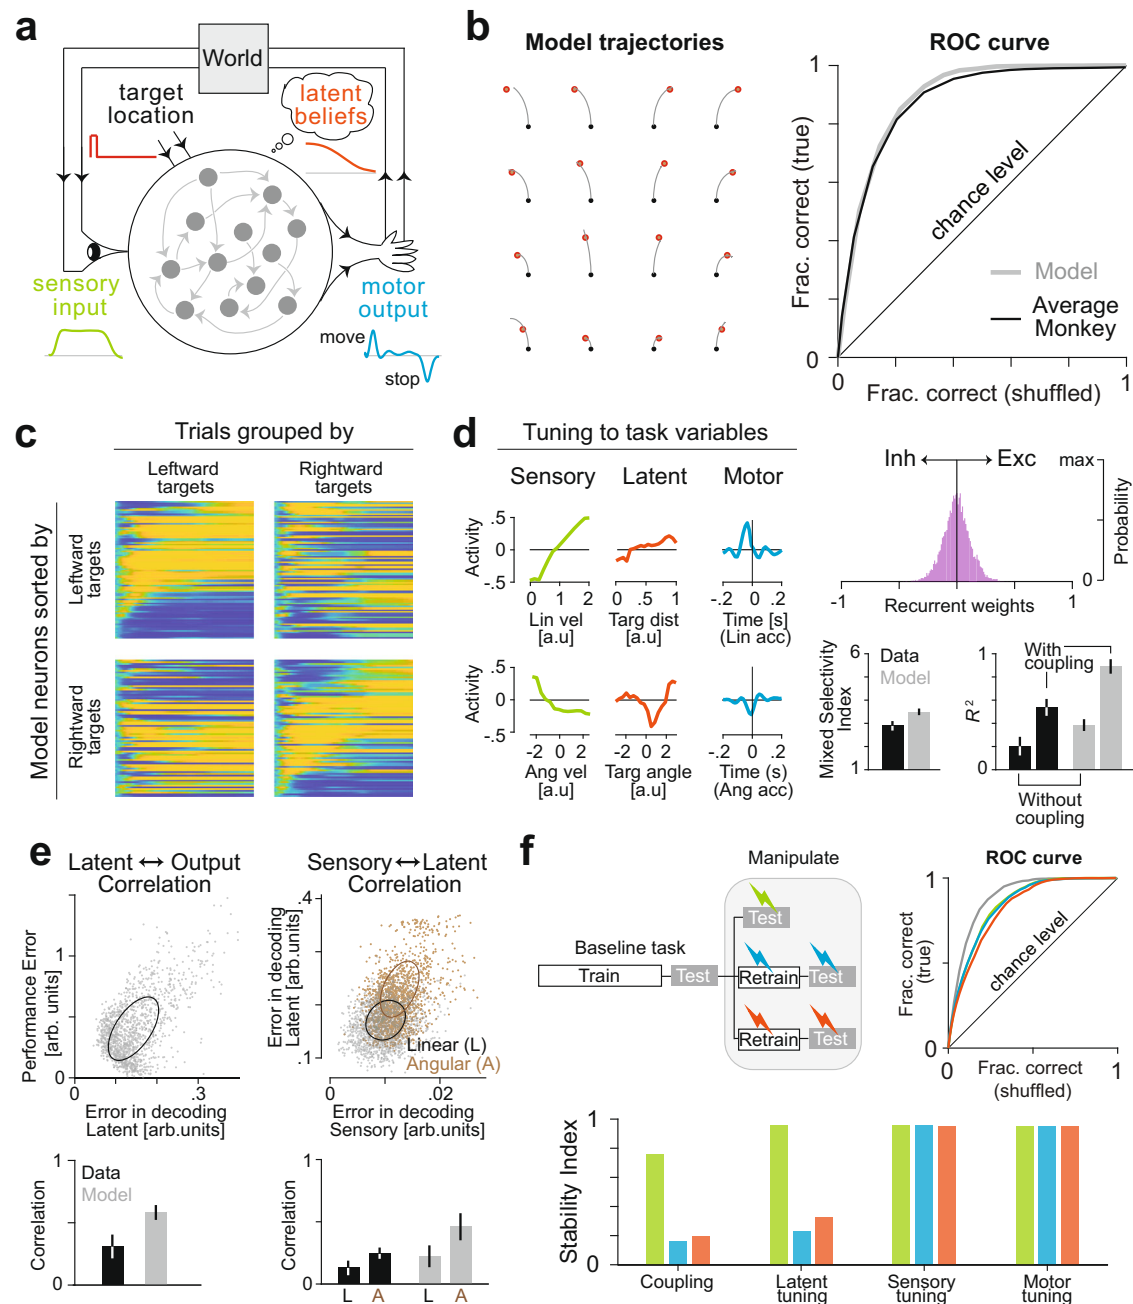 a
World
target
location
latent
beliefs
sensory
input
motor
output
move
stop
b
Model trajectories
ROC curve
1
Frac. correct (true)
0
chance level
Model
Average
Monkey
0
1
Frac. correct (shuffled)
c
Trials grouped by
Leftward
targets
Rightward
targets
Model neurons sorted by
Leftward
targets
Rightward
targets
d
Tuning to task variables
Sensory
Latent
Motor
Activity
.5
0
-.5
0 1 2
Lin vel
[a.u]
0 .5 1
Targ dist
[a.u]
-.2 0 .2
Time [s]
(Lin acc)
Activity
.5
0
-.5
-2 0 2
Ang vel
[a.u]
-2 0 2
Targ angle
[a.u]
-.2 0 .2
Time (s)
(Ang acc)
Inh
Exc
max
0
Probability
-1
1
Recurrent weights
Mixed Selectivity
Index
6
1
Data
Model
R²
1
0
With
coupling
Without
coupling
e
Latent ↔ Output
Correlation
Performance Error
[arb. units]
1
0
0
.3
Error in decoding
Latent [arb.units]
Sensory↔Latent
Correlation
Error in decoding
Latent [arb.units]
.4
.1
Linear (L)
Angular (A)
0
.02
Error in decoding
Sensory [arb.units]
Correlation
1
0
Data
Model
Correlation
1
0
L A L A
f
Manipulate
Test
Baseline task
Train
Test
Retrain
Test
Retrain
Test
ROC curve
1
Frac. correct
(true)
0
chance level
0
1
Frac. correct
(shuffled)
Stability Index
1
0
Coupling
Latent
tuning
Sensory
tuning
Motor
tuning